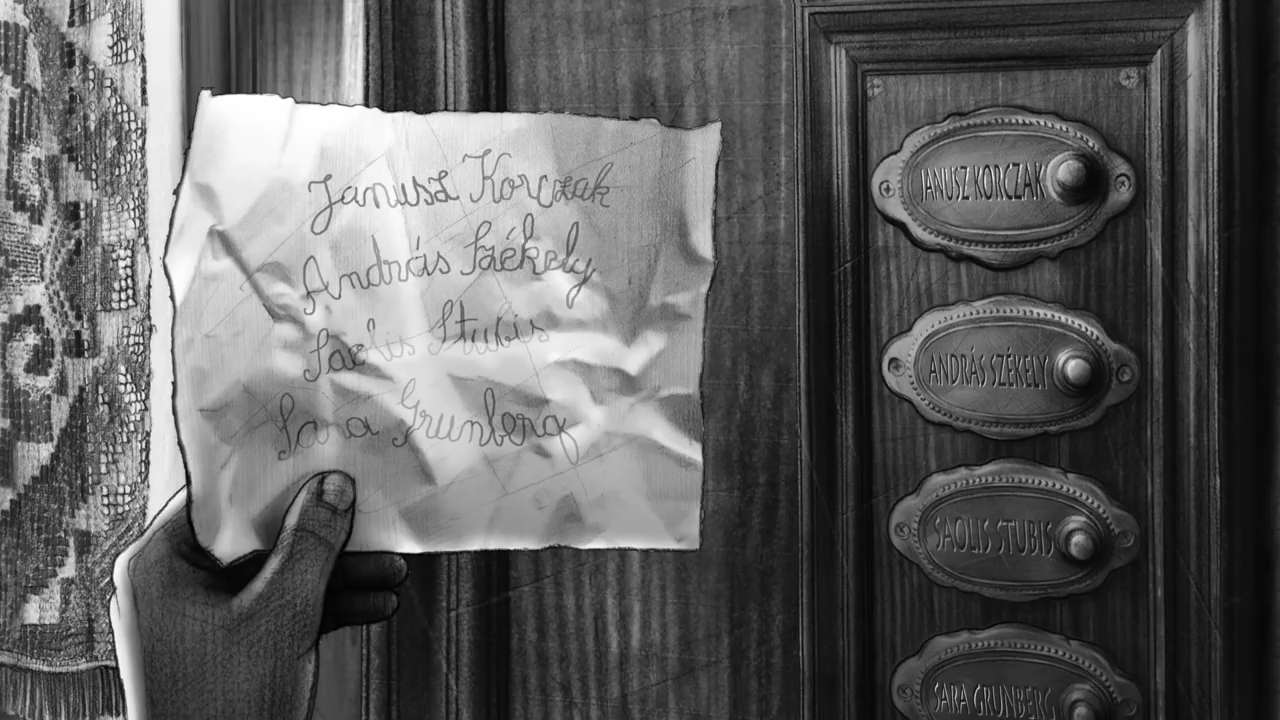 Janusz Korczak
András Székely
Saolis Stubis
Sara Grunberg
JANUSZ KORCZAK
ANDRÁS SZÉKELY
SAOLIS STUBIS
SARA GRUNBERG